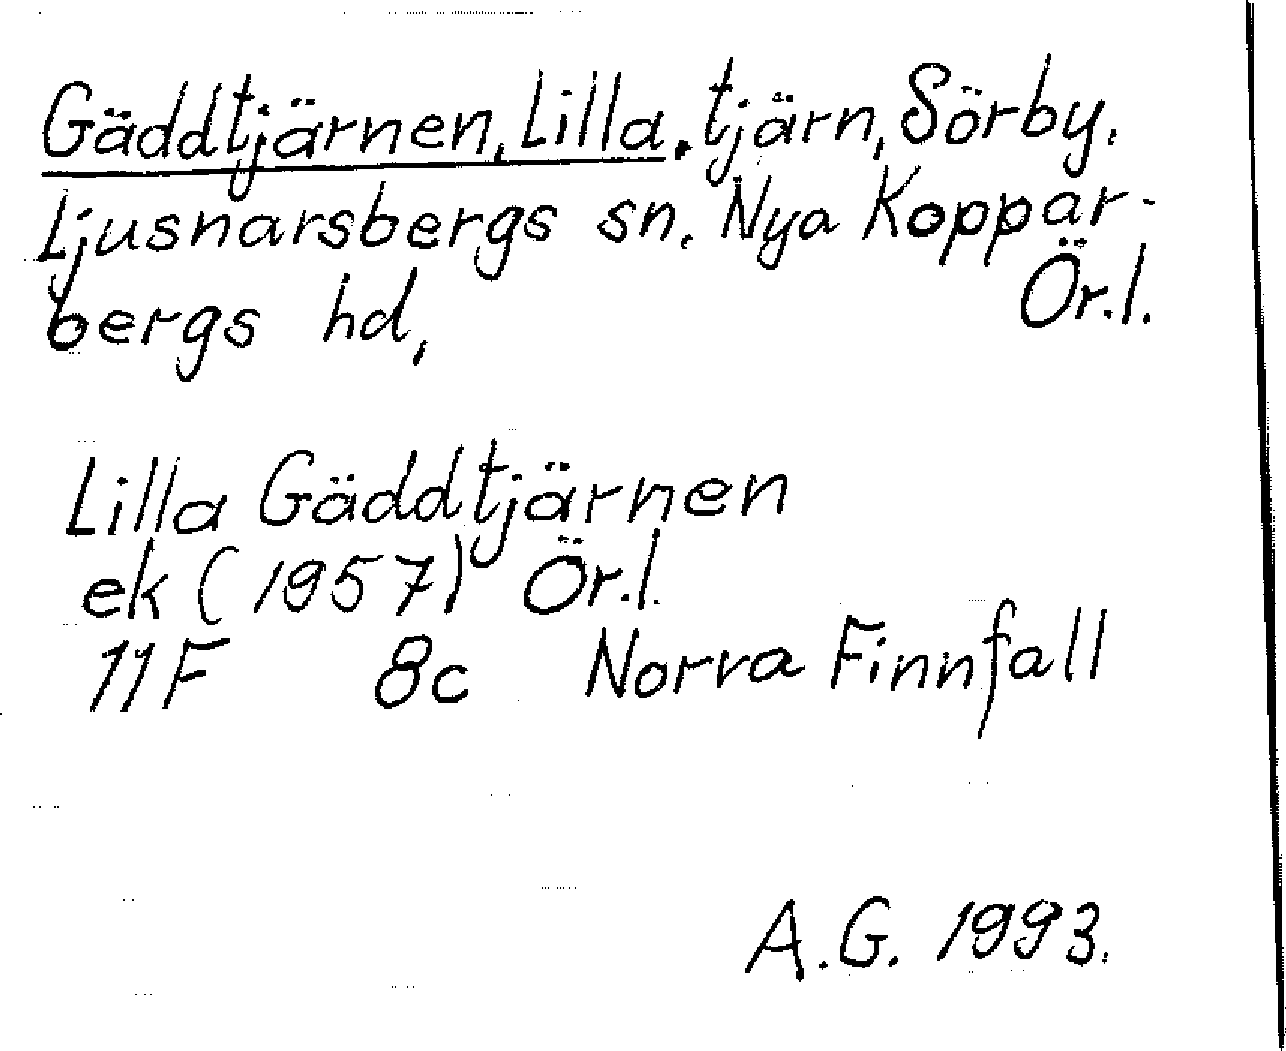 Gäddtjärnen, Lilla, tjärn, Sörby,
Ljusnarsbergs sn, Nya Koppar-
bergs hd, Ör.l.
Lilla Gäddtjärnen
ek (1957) Ör.l.
11F 8c Norra Finnfall
A.G. 1993.